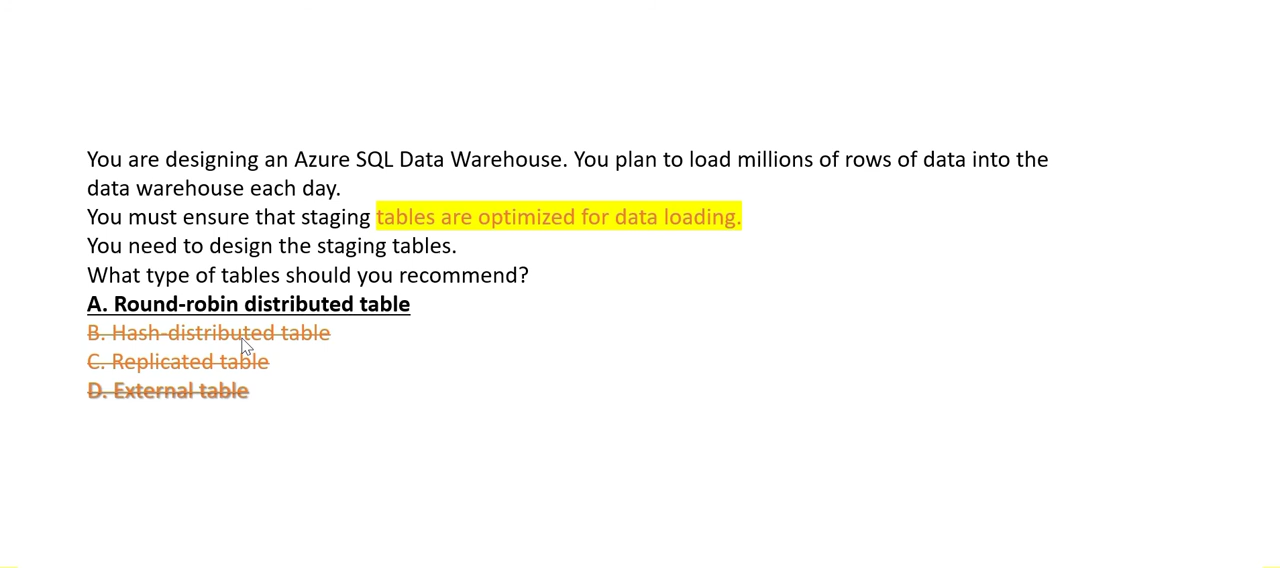 You are designing an Azure SQL Data Warehouse. You plan to load millions of rows of data into the
data warehouse each day.
You must ensure that staging tables are optimized for data loading.
You need to design the staging tables.
What type of tables should you recommend?
A. Round-robin distributed table
B. Hash-distributed table
C. Replicated table
D. External table